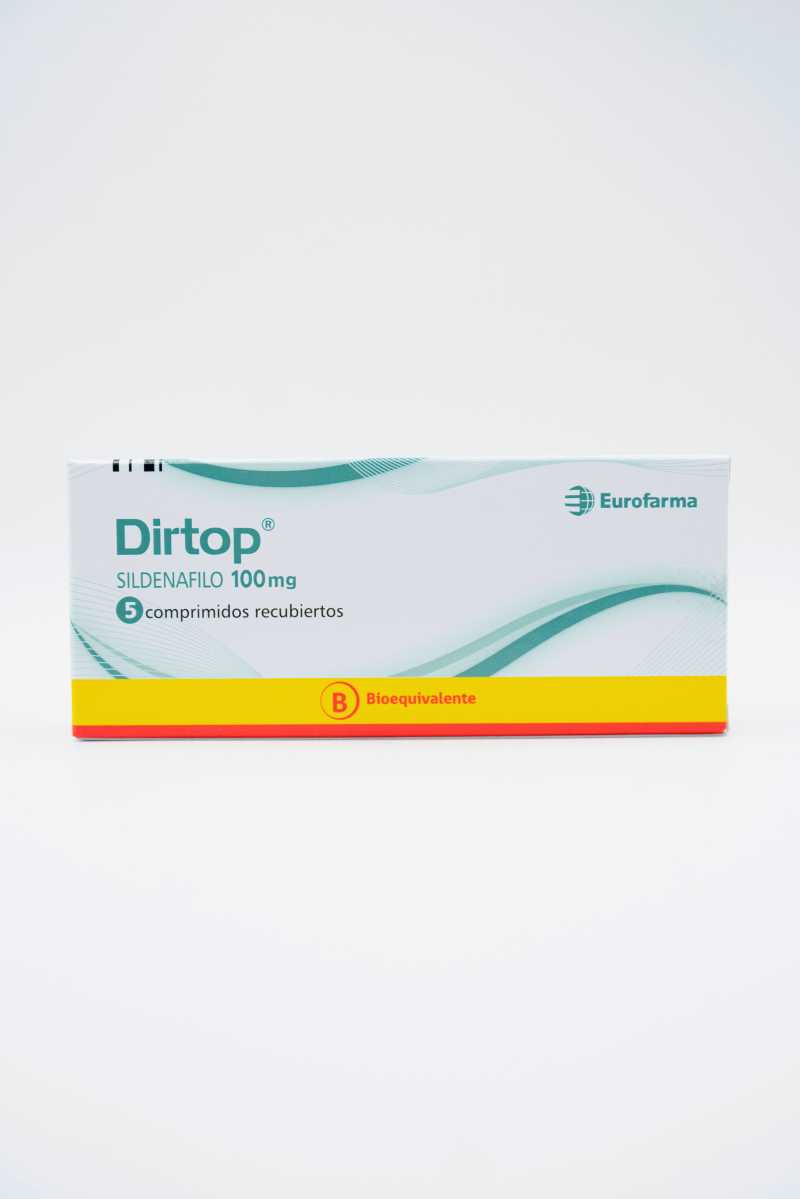 Eurofarma
Dirtop®
SILDENAFILO 100 mg
5 comprimidos recubiertos
B Bioequivalente